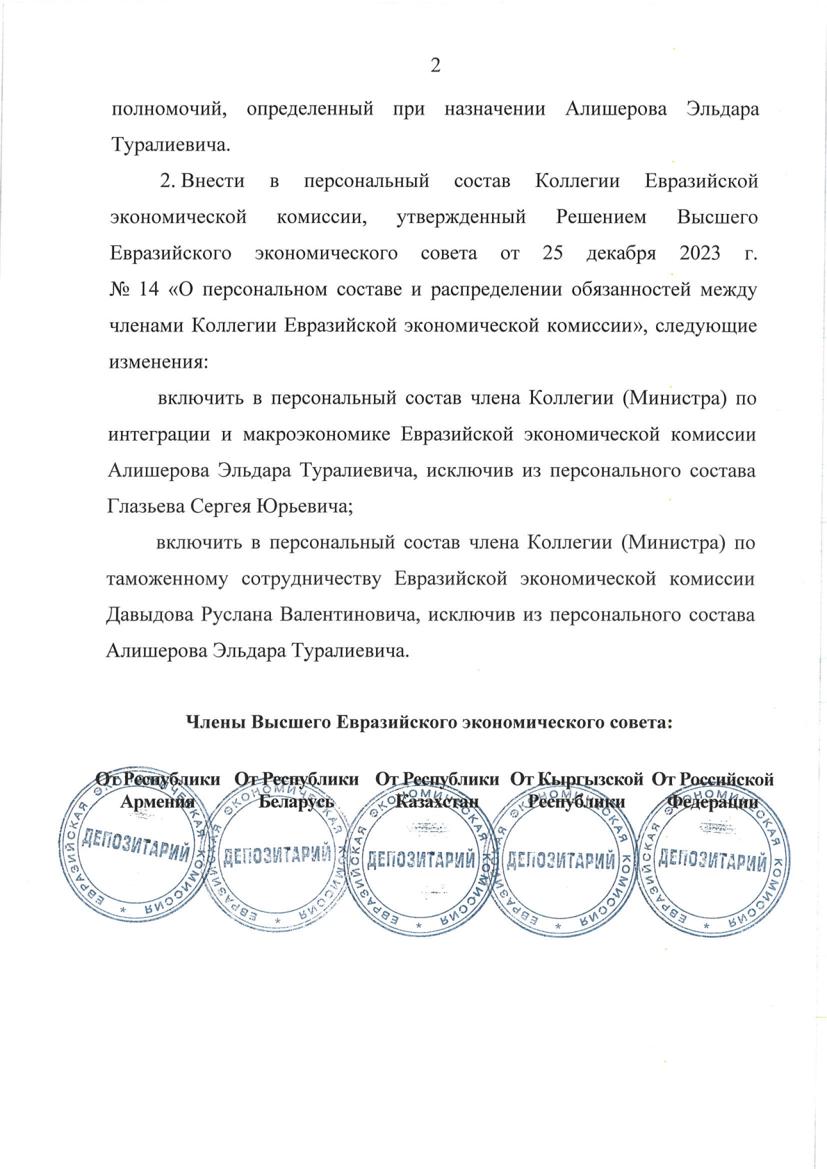 2
полномочий, определенный при назначении Алишерова Эльдара
Туралиевича.
2. Внести в персональный состав Коллегии Евразийской
экономической комиссии, утвержденный Решением Высшего
Евразийского экономического совета от 25 декабря 2023 г.
№ 14 «О персональном составе и распределении обязанностей между
членами Коллегии Евразийской экономической комиссии», следующие
изменения:
включить в персональный состав члена Коллегии (Министра) по
интеграции и макроэкономике Евразийской экономической комиссии
Алишерова Эльдара Туралиевича, исключив из персонального состава
Глазьева Сергея Юрьевича;
включить в персональный состав члена Коллегии (Министра) по
таможенному сотрудничеству Евразийской экономической комиссии
Давыдова Руслана Валентиновича, исключив из персонального состава
Алишерова Эльдара Туралиевича.
Члены Высшего Евразийского экономического совета:
От Республики От Республики От Республики От Кыргызской От Российской
Армения Беларусь Казахстан Республики Федерации
ЕВРАЗИЙСКАЯ ЭКОНОМИЧЕСКАЯ КОМИССИЯ *
ДЕПОЗИТАРИЙ
ЕВРАЗИЙСКАЯ ЭКОНОМИЧЕСКАЯ КОМИССИЯ *
ДЕПОЗИТАРИЙ
ЕВРАЗИЙСКАЯ ЭКОНОМИЧЕСКАЯ КОМИССИЯ *
ДЕПОЗИТАРИЙ
ЕВРАЗИЙСКАЯ ЭКОНОМИЧЕСКАЯ КОМИССИЯ *
ДЕПОЗИТАРИЙ
ЕВРАЗИЙСКАЯ ЭКОНОМИЧЕСКАЯ КОМИССИЯ *
ДЕПОЗИТАРИЙ